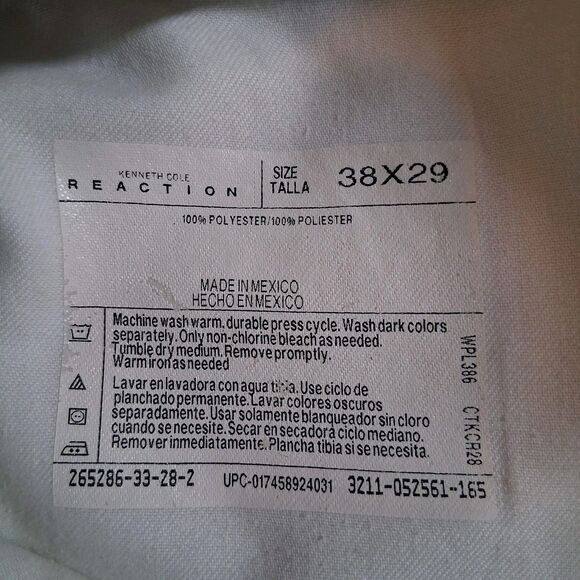 KENNETH COLE
REACTION
SIZE
TALLA
38X29
100% POLYESTER/100% POLIESTER
MADE IN MEXICO
HECHO EN MEXICO
Machine wash warm, durable press cycle. Wash dark colors
separately. Only non-chlorine bleach as needed.
Tumble dry medium. Remove promptly.
Warm iron as needed
Lavar en lavadora con agua tibia. Use ciclo de
planchado permanente. Lavar colores oscuros
separadamente. Usar solamente blanqueador sin cloro
cuando se necesite. Secar en secadora ciclo mediano.
Remover inmediatamente. Plancha tibia si se necesita.
WPL386 CTKCR28
265286-33-28-2 UPC-017458924031 3211-052561-165